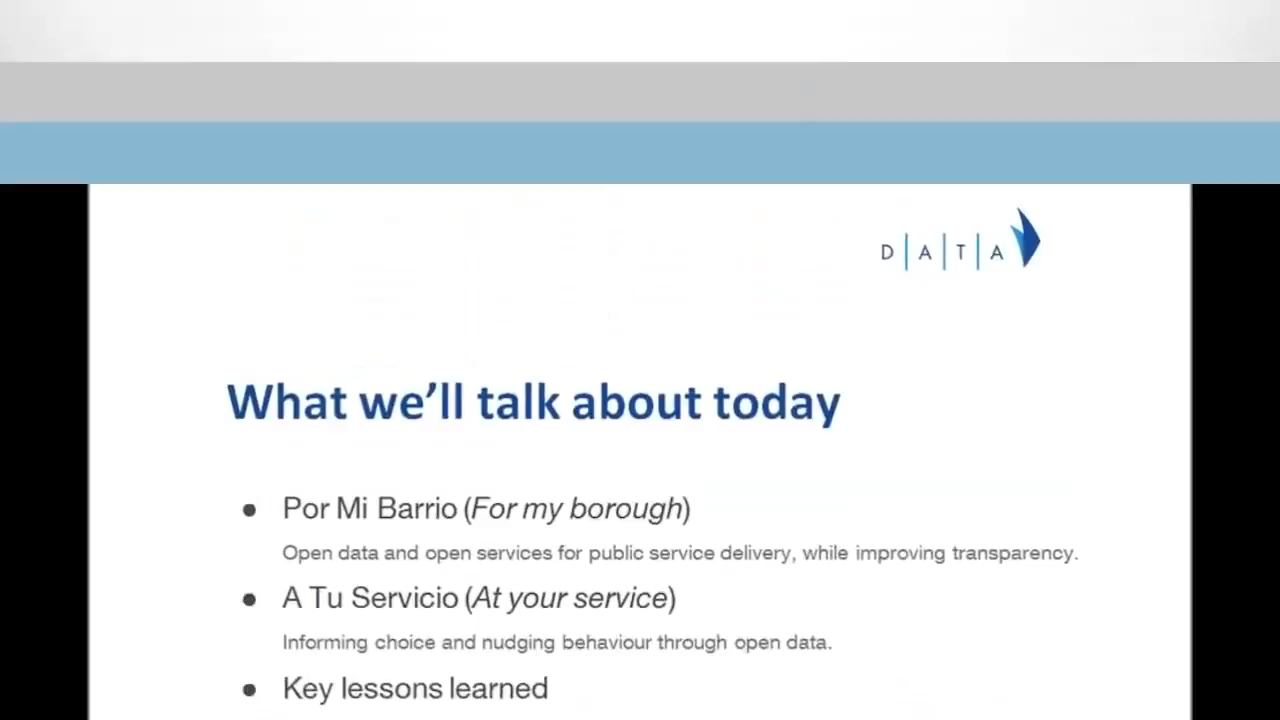 D|A|T|A
What we'll talk about today
● Por Mi Barrio (For my borough)
Open data and open services for public service delivery, while improving transparency.
● A Tu Servicio (At your service)
Informing choice and nudging behaviour through open data.
● Key lessons learned